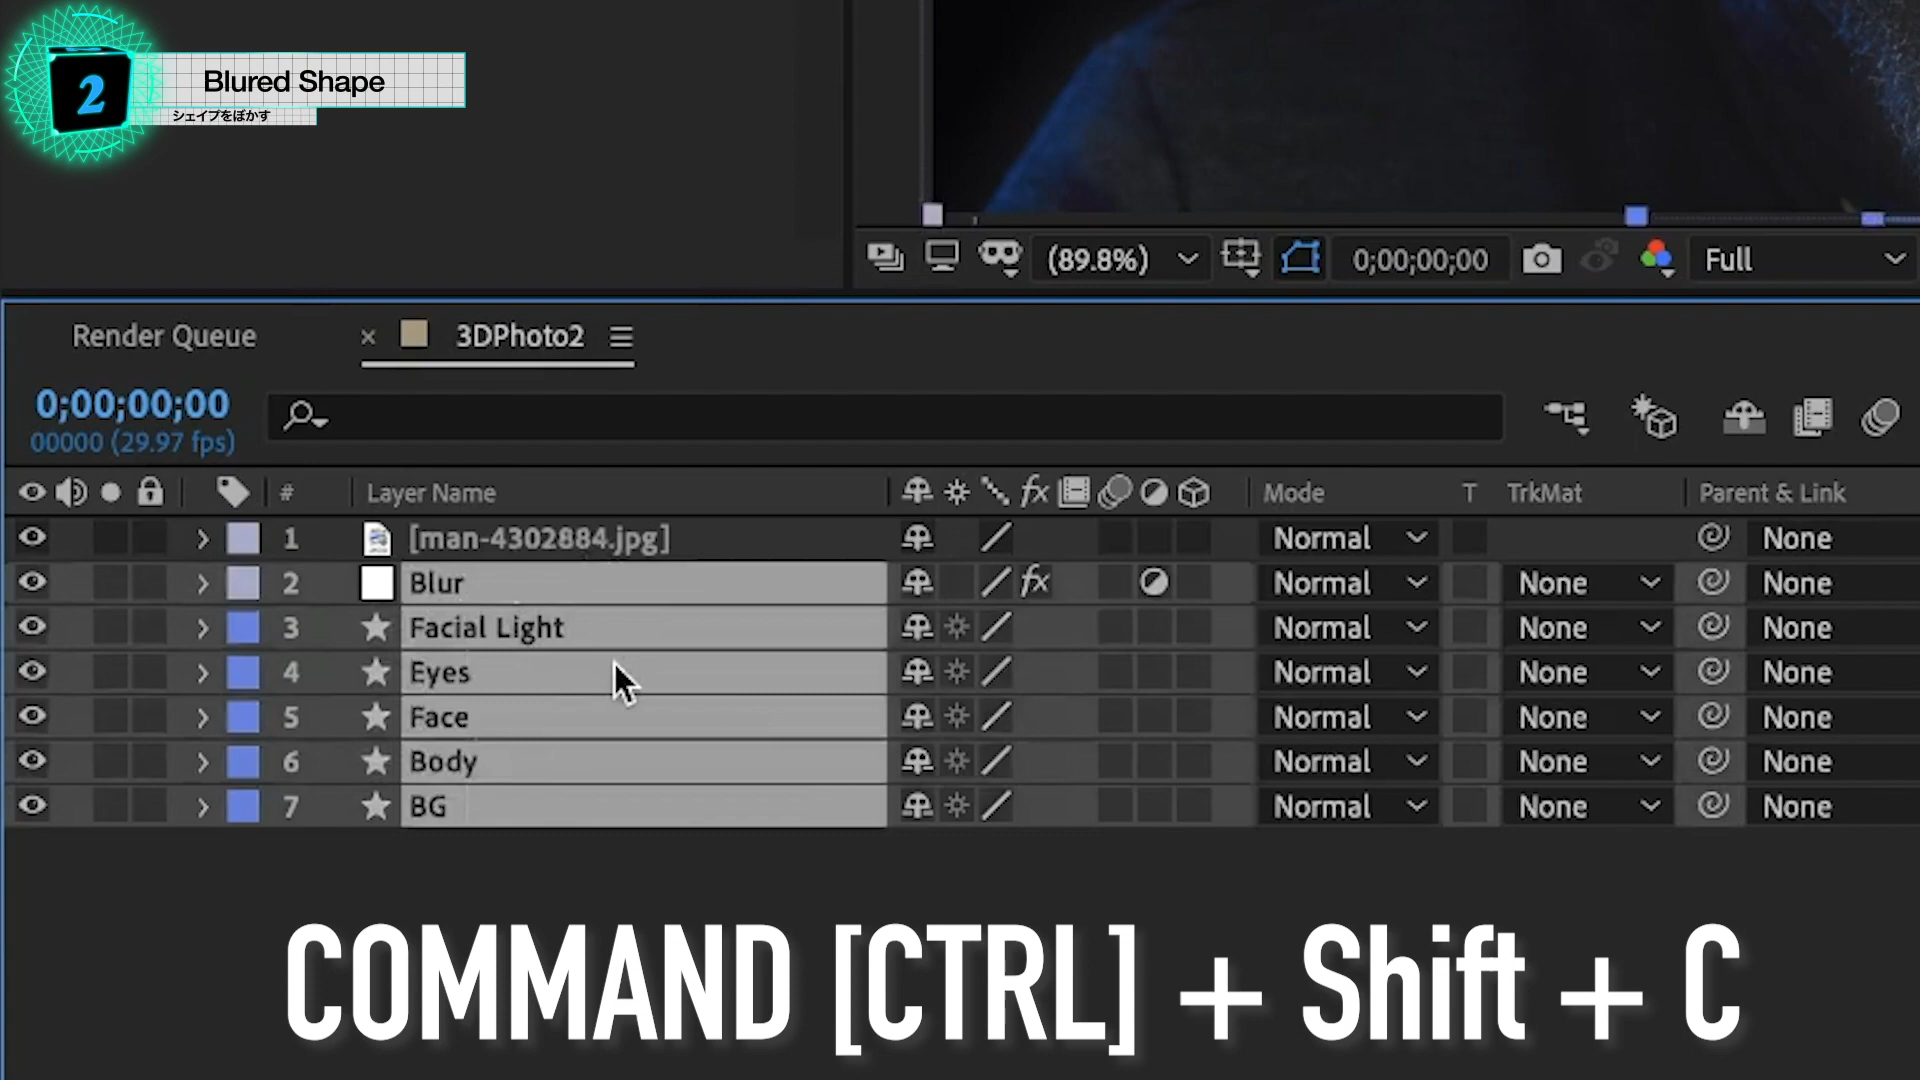 2
Blured Shape
シェイプをぼかす
(89.8%) 0;00;00;00 Full
Render Queue × 3DPhoto2
0;00;00;00
00000 (29.97 fps)
# Layer Name fx Mode T TrkMat Parent & Link
1 [man-4302884.jpg] Normal None
2 Blur fx Normal None None
3 Facial Light Normal None None
4 Eyes Normal None None
5 Face Normal None None
6 Body Normal None None
7 BG Normal None None
COMMAND [CTRL] + Shift + C